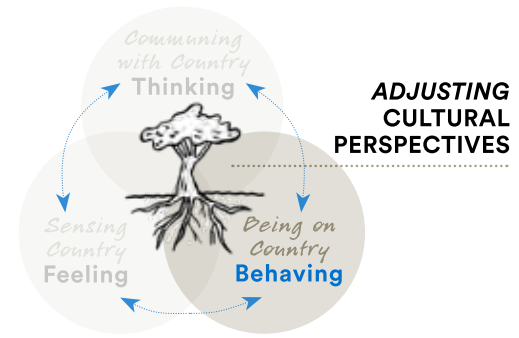 Communing
with Country
Thinking
ADJUSTING
CULTURAL
PERSPECTIVES
Sensing
Country
Feeling
Being on
Country
Behaving